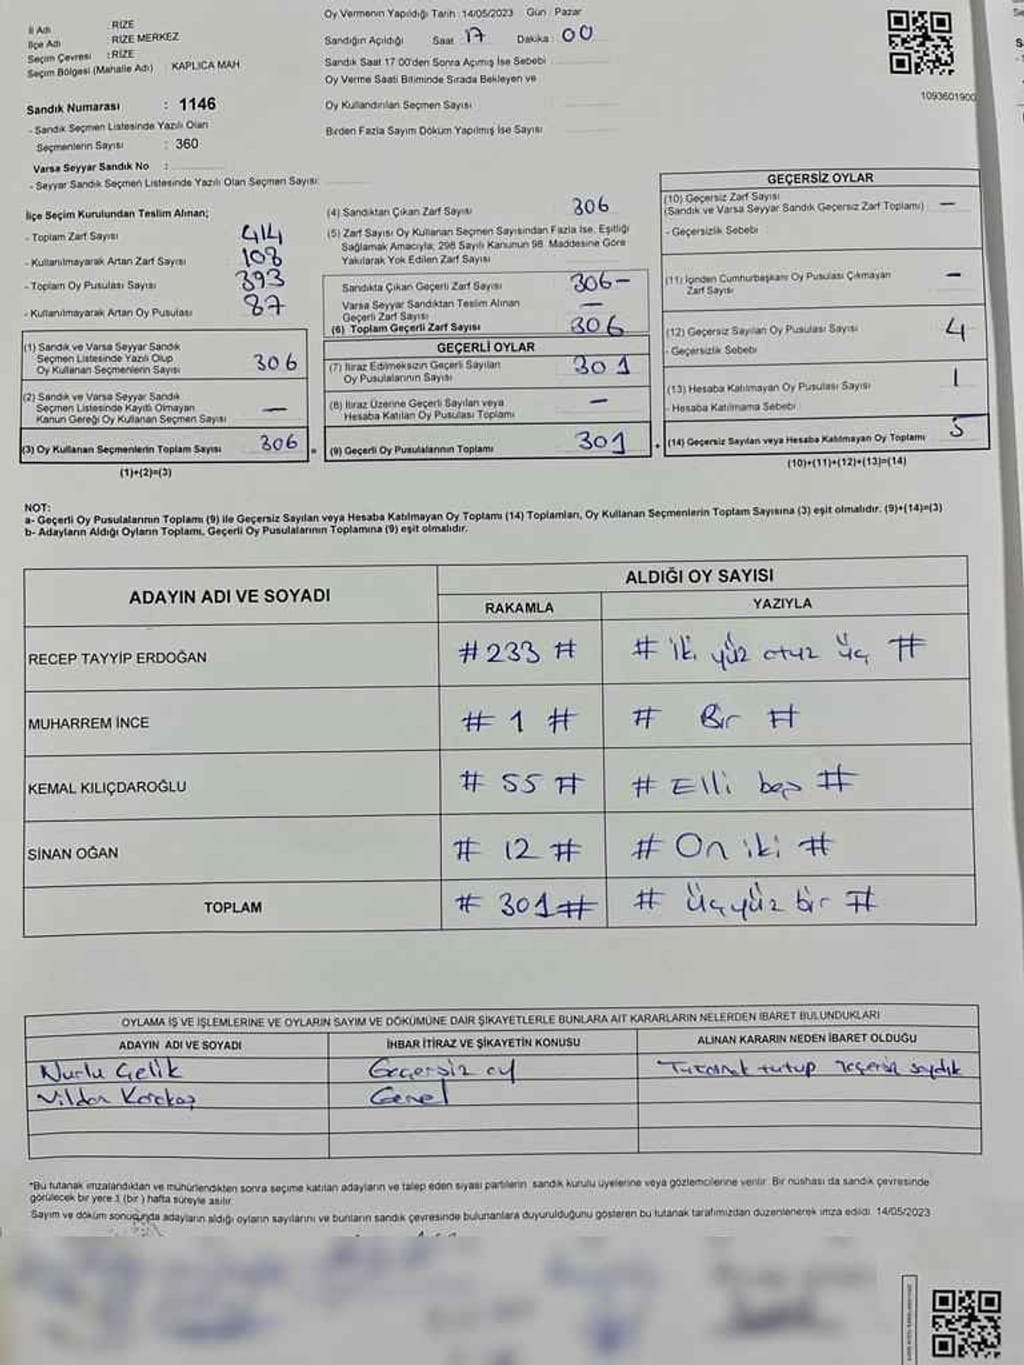 İl Adı : RİZE
İlçe Adı : RİZE MERKEZ
Seçim Çevresi : RİZE
Seçim Bölgesi (Mahalle Adı) : KAPLICA MAH
Sandık Numarası : 1146
- Sandık Seçmen Listesinde Yazılı Olan
Seçmenlerin Sayısı : 360
Varsa Seyyar Sandık No :
- Seyyar Sandık Seçmen Listesinde Yazılı Olan Seçmen Sayısı:
Oy Vermenin Yapıldığı Tarih : 14/05/2023 Gün : Pazar
Sandığın Açıldığı Saat : 17 Dakika : 00
Sandık Saat 17:00'den Sonra Açımış İse Sebebi
Oy Verme Saati Bitiminde Sırada Bekleyen ve
Oy Kullandırılan Seçmen Sayısı
Birden Fazla Sayım Döküm Yapılmış İse Sayısı
1093601900
İlçe Seçim Kurulundan Teslim Alınan;
- Toplam Zarf Sayısı 414
- Kullanılmayarak Artan Zarf Sayısı 108
- Toplam Oy Pusulası Sayısı 393
- Kullanılmayarak Artan Oy Pusulası 87
(1) Sandık ve Varsa Seyyar Sandık
Seçmen Listesinde Yazılı Olup
Oy Kullanan Seçmenlerin Sayısı 306
(2) Sandık ve Varsa Seyyar Sandık
Seçmen Listesinde Kayıtlı Olmayan
Kanun Gereği Oy Kullanan Seçmen Sayısı —
(3) Oy Kullanan Seçmenlerin Toplam Sayısı 306
(1)+(2)=(3)
(4) Sandıktan Çıkan Zarf Sayısı 306
(5) Zarf Sayısı Oy Kullanan Seçmen Sayısından Fazla İse, Eşitliği
Sağlamak Amacıyla; 298 Sayılı Kanunun 98. Maddesine Göre
Yakılarak Yok Edilen Zarf Sayısı
Sandıkta Çıkan Geçerli Zarf Sayısı 306-
Varsa Seyyar Sandıktan Teslim Alınan
Geçerli Zarf Sayısı —
(6) Toplam Geçerli Zarf Sayısı 306
GEÇERLİ OYLAR
(7) İtiraz Edilmeksizin Geçerli Sayılan
Oy Pusulalarının Sayısı 301
(8) İtiraz Üzerine Geçerli Sayılan veya
Hesaba Katılan Oy Pusulası Toplamı —
= (9) Geçerli Oy Pusulalarının Toplamı 301
GEÇERSİZ OYLAR
(10) Geçersiz Zarf Sayısı
(Sandık ve Varsa Seyyar Sandık Geçersiz Zarf Toplamı) —
- Geçersizlik Sebebi
(11) İçinden Cumhurbaşkanı Oy Pusulası Çıkmayan
Zarf Sayısı —
(12) Geçersiz Sayılan Oy Pusulası Sayısı 4
- Geçersizlik Sebebi
(13) Hesaba Katılmayan Oy Pusulası Sayısı 1
- Hesaba Katılmama Sebebi
+ (14) Geçersiz Sayılan veya Hesaba Katılmayan Oy Toplamı 5
(10)+(11)+(12)+(13)=(14)
NOT:
a- Geçerli Oy Pusulalarının Toplamı (9) ile Geçersiz Sayılan veya Hesaba Katılmayan Oy Toplamı (14) Toplamları, Oy Kullanan Seçmenlerin Toplam Sayısına (3) eşit olmalıdır. (9)+(14)=(3)
b- Adayların Aldığı Oyların Toplamı, Geçerli Oy Pusulalarının Toplamına (9) eşit olmalıdır.
ADAYIN ADI VE SOYADI
ALDIĞI OY SAYISI
RAKAMLA YAZIYLA
RECEP TAYYİP ERDOĞAN #233 # # iki yüz otuz üç #
MUHARREM İNCE # 1 # # Bir #
KEMAL KILIÇDAROĞLU # 55 # # Elli beş #
SİNAN OĞAN # 12 # # On iki #
TOPLAM # 301# # Üçyüz bir #
OYLAMA İŞ VE İŞLEMLERİNE VE OYLARIN SAYIM VE DÖKÜMÜNE DAİR ŞİKAYETLERLE BUNLARA AİT KARARLARIN NELERDEN İBARET BULUNDUKLARI
ADAYIN ADI VE SOYADI İHBAR İTİRAZ VE ŞİKAYETİN KONUSU ALINAN KARARIN NEDEN İBARET OLDUĞU
Nurlu Çelik Geçersiz oy Tutanak tutup geçersiz saydık
Vildan Genel
*Bu tutanak imzalandıktan ve mühürlendikten sonra seçime katılan adayların ve talep eden siyasi partilerin sandık kurulu üyelerine veya gözlemcilerine verilir. Bir nüshası da sandık çevresinde
görülecek bir yere 1 (bir) hafta süreyle asılır.
Sayım ve döküm sonucunda adayların aldığı oyların sayılarını ve bunların sandık çevresinde bulunanlara duyurulduğunu gösteren bu tutanak tarafımızdan düzenlenerek imza edildi. 14/05/2023